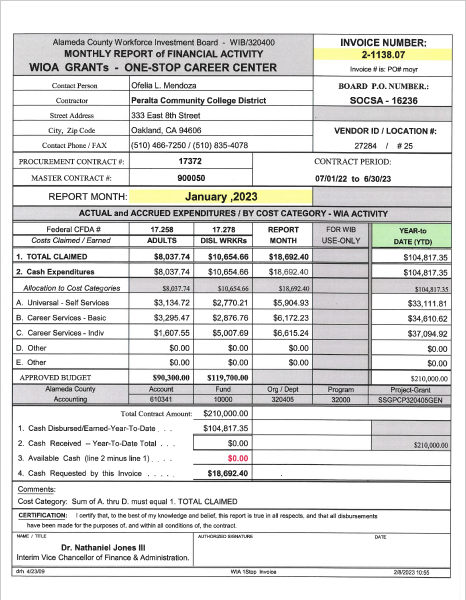 Alameda County Workforce Investment Board - WIB/320400
MONTHLY REPORT of FINANCIAL ACTIVITY
WIOA GRANTs - ONE-STOP CAREER CENTER
INVOICE NUMBER:
2-1138.07
Invoice # is: PO# moyr
Contact Person Ofelia L. Mendoza
Contractor Peralta Community College District
Street Address 333 East 8th Street
City, Zip Code Oakland, CA 94606
Contact Phone / FAX (510) 466-7250 / (510) 835-4078
BOARD P.O. NUMBER:
SOCSA - 16236
VENDOR ID / LOCATION #:
27284 / # 25
PROCUREMENT CONTRACT #: 17372
MASTER CONTRACT #: 900050
CONTRACT PERIOD:
07/01/22 to 6/30/23
REPORT MONTH: January ,2023
ACTUAL and ACCRUED EXPENDITURES / BY COST CATEGORY - WIA ACTIVITY
Federal CFDA # 17.258 17.278 REPORT FOR WIB YEAR-to
Costs Claimed / Earned ADULTS DISL WRKRs MONTH USE-ONLY DATE (YTD)
1. TOTAL CLAIMED $8,037.74 $10,654.66 $18,692.40 $104,817.35
2. Cash Expenditures $8,037.74 $10,654.66 $18,692.40 $104,817.35
Allocation to Cost Categories $8,037.74 $10,654.66 $18,692.40 $104,817.35
A. Universal - Self Services $3,134.72 $2,770.21 $5,904.93 $33,111.81
B. Career Services - Basic $3,295.47 $2,876.76 $6,172.23 $34,610.62
C. Career Services - Indiv $1,607.55 $5,007.69 $6,615.24 $37,094.92
D. Other $0.00 $0.00 $0.00 $0.00
E. Other $0.00 $0.00 $0.00 $0.00
APPROVED BUDGET $90,300.00 $119,700.00 $210,000.00
Alameda County Account Fund Org / Dept Program Project-Grant
Accounting 610341 10000 320405 32000 SSGPCP320405GEN
Total Contract Amount: $210,000.00
1. Cash Disbursed/Earned-Year-To-Date . . $104,817.35
2. Cash Received -- Year-To-Date Total . . . $0.00 $210,000.00
3. Available Cash (line 2 minus line 1) . . . $0.00
4. Cash Requested by this Invoice . . . . . $18,692.40
Comments:
Cost Category: Sum of A. thru D. must equal 1. TOTAL CLAIMED
CERTIFICATION: I certify that, to the best of my knowledge and belief, this report is true in all respects, and that all disbursements
have been made for the purposes of, and within all conditions of, the contract.
NAME / TITLE AUTHORIZED SIGNATURE DATE
Dr. Nathaniel Jones III
Interim Vice Chancellor of Finance & Administration.
drh 4/23/09 WIA 1Stop Invoice 2/8/2023 10:55